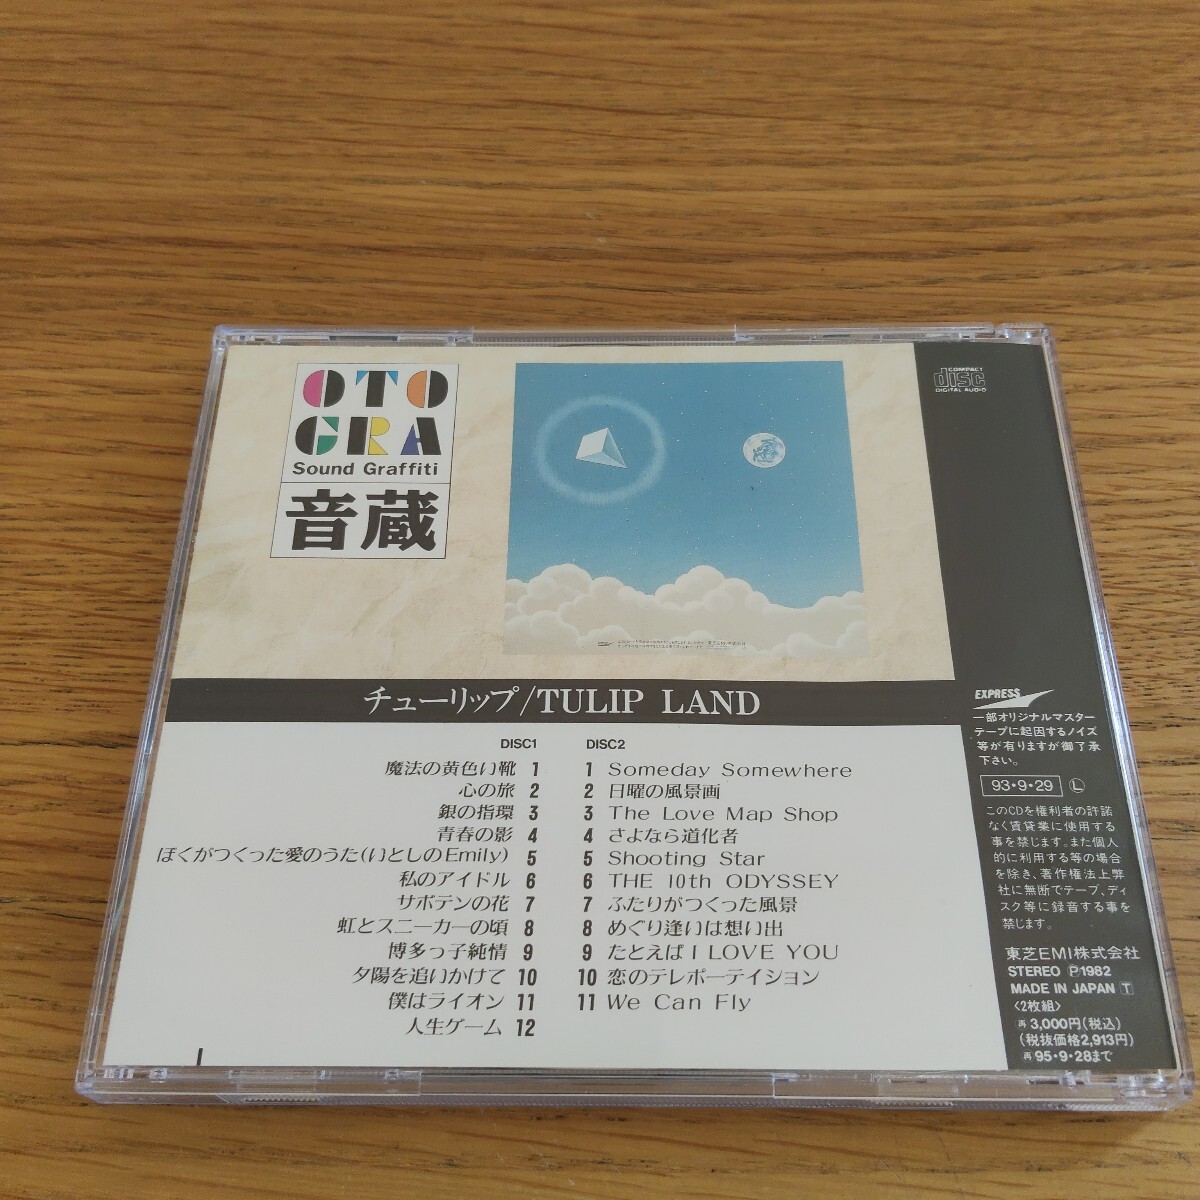 OTO
GRA
Sound Graffiti
音蔵
COMPACT
disc
DIGITAL AUDIO
チューリップ/TULIP LAND
DISC1
魔法の黄色い靴 1
心の旅 2
銀の指環 3
青春の影 4
ぼくがつくった愛のうた(いとしのEmily) 5
私のアイドル 6
サボテンの花 7
虹とスニーカーの頃 8
博多っ子純情 9
夕陽を追いかけて 10
僕はライオン 11
人生ゲーム 12
DISC2
1 Someday Somewhere
2 日曜の風景画
3 The Love Map Shop
4 さよなら道化者
5 Shooting Star
6 THE 10th ODYSSEY
7 ふたりがつくった風景
8 めぐり逢いは想い出
9 たとえば I LOVE YOU
10 恋のテレポーテイション
11 We Can Fly
EXPRESS
一部オリジナルマスター
テープに起因するノイズ
等が有りますが御了承
下さい。
93・9・29 Ⓛ
このCDを権利者の許諾
なく賃貸業に使用する
事を禁じます。また個人
的に利用する等の場合
を除き、著作権法上弊
社に無断でテープ、ディ
スク等に録音する事を
禁じます。
東芝EMI株式会社
STEREO Ⓟ1982
MADE IN JAPAN T
〈2枚組〉
再 3,000円(税込)
(税抜価格2,913円)
再 95・9・28まで